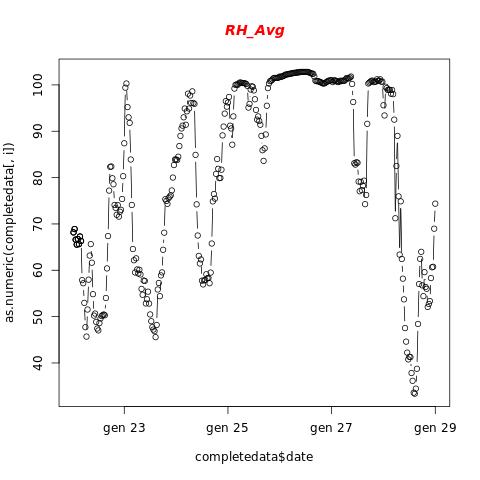 RH_Avg
as.numeric(completedata[, i])
100
90
80
70
60
50
40
gen 23
gen 25
gen 27
gen 29
completedata$date